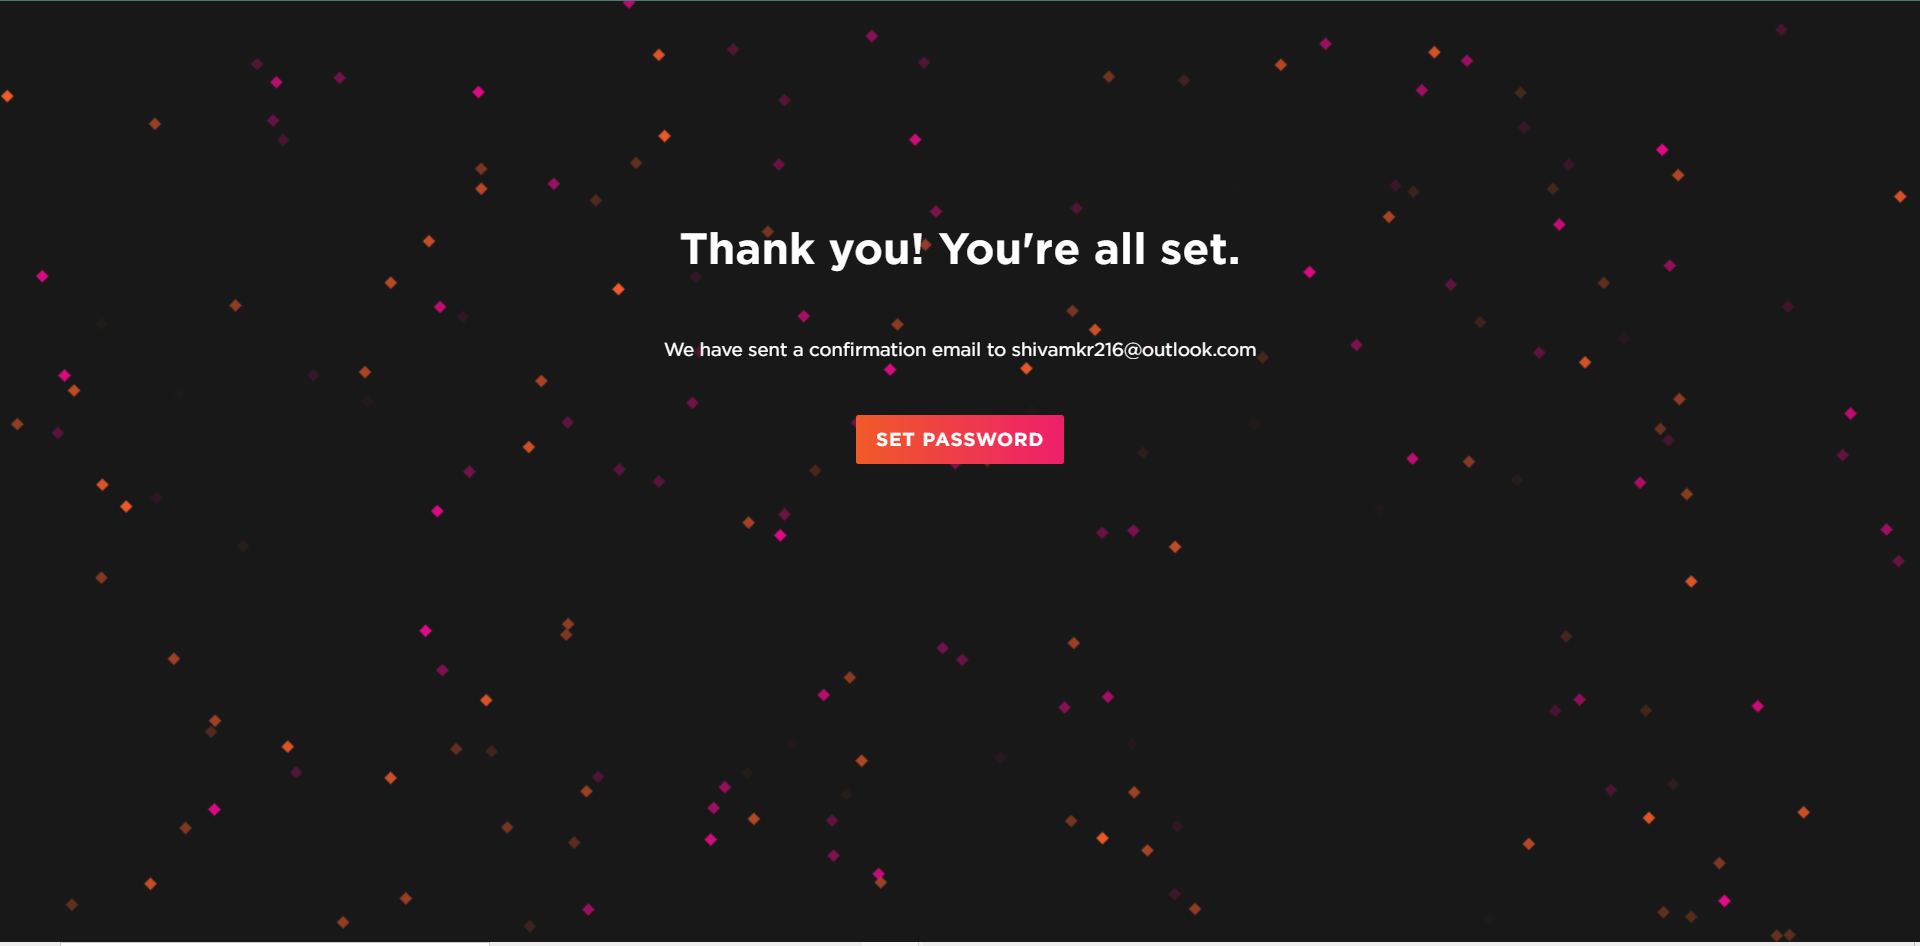 Thank you! You're all set.
We have sent a confirmation email to shivamkr216@outlook.com
SET PASSWORD